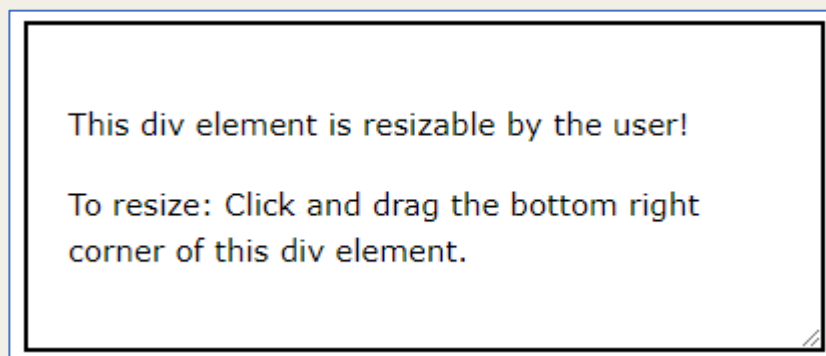 This div element is resizable by the user!
To resize: Click and drag the bottom right
corner of this div element.